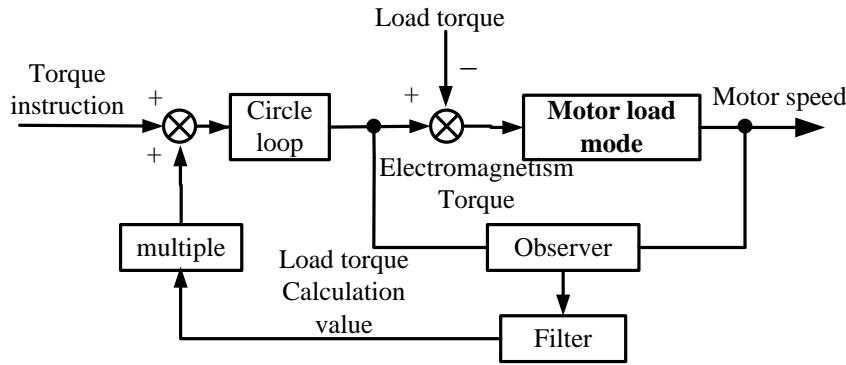 Load torque
−
Torque
instruction
+
+
Circle
loop
+
Motor load
mode
Motor speed
Electromagnetism
Torque
multiple
Observer
Load torque
Calculation
value
Filter